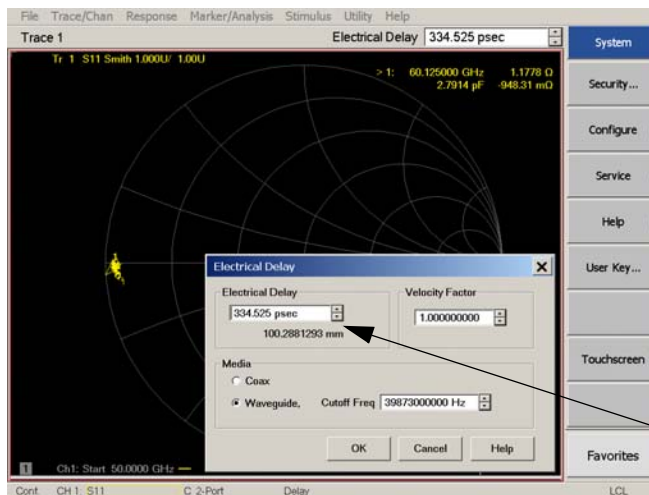 File Trace/Chan Response Marker/Analysis Stimulus Utility Help
Trace 1 Electrical Delay 334.525 psec
Tr 1 S11 Smith 1.000U/ 1.00U
> 1: 60.125000 GHz 1.1778 Ω
2.7914 pF -948.31 mΩ
System
Security...
Configure
Service
Help
User Key...
Touchscreen
Favorites
Electrical Delay
Electrical Delay
334.525 psec
100.2881293 mm
Velocity Factor
1.000000000
Media
Coax
Waveguide, Cutoff Freq 39873000000 Hz
OK Cancel Help
1 Ch1: Start 50.0000 GHz
Cont. CH 1: S11 C 2-Port Delay LCL